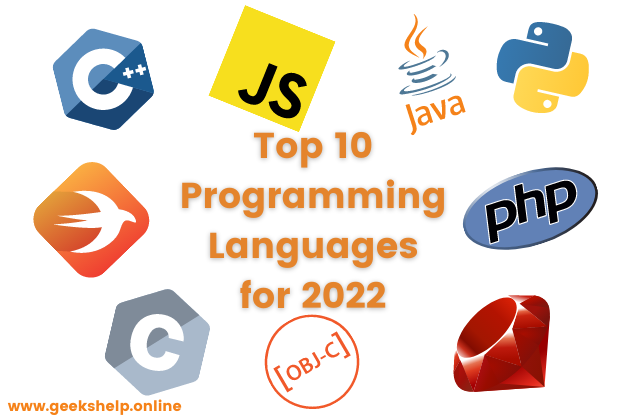 C++
JS
Java
Top 10
Programming
Languages
for 2022
php
C
[OBJ-C]
www.geekshelp.online